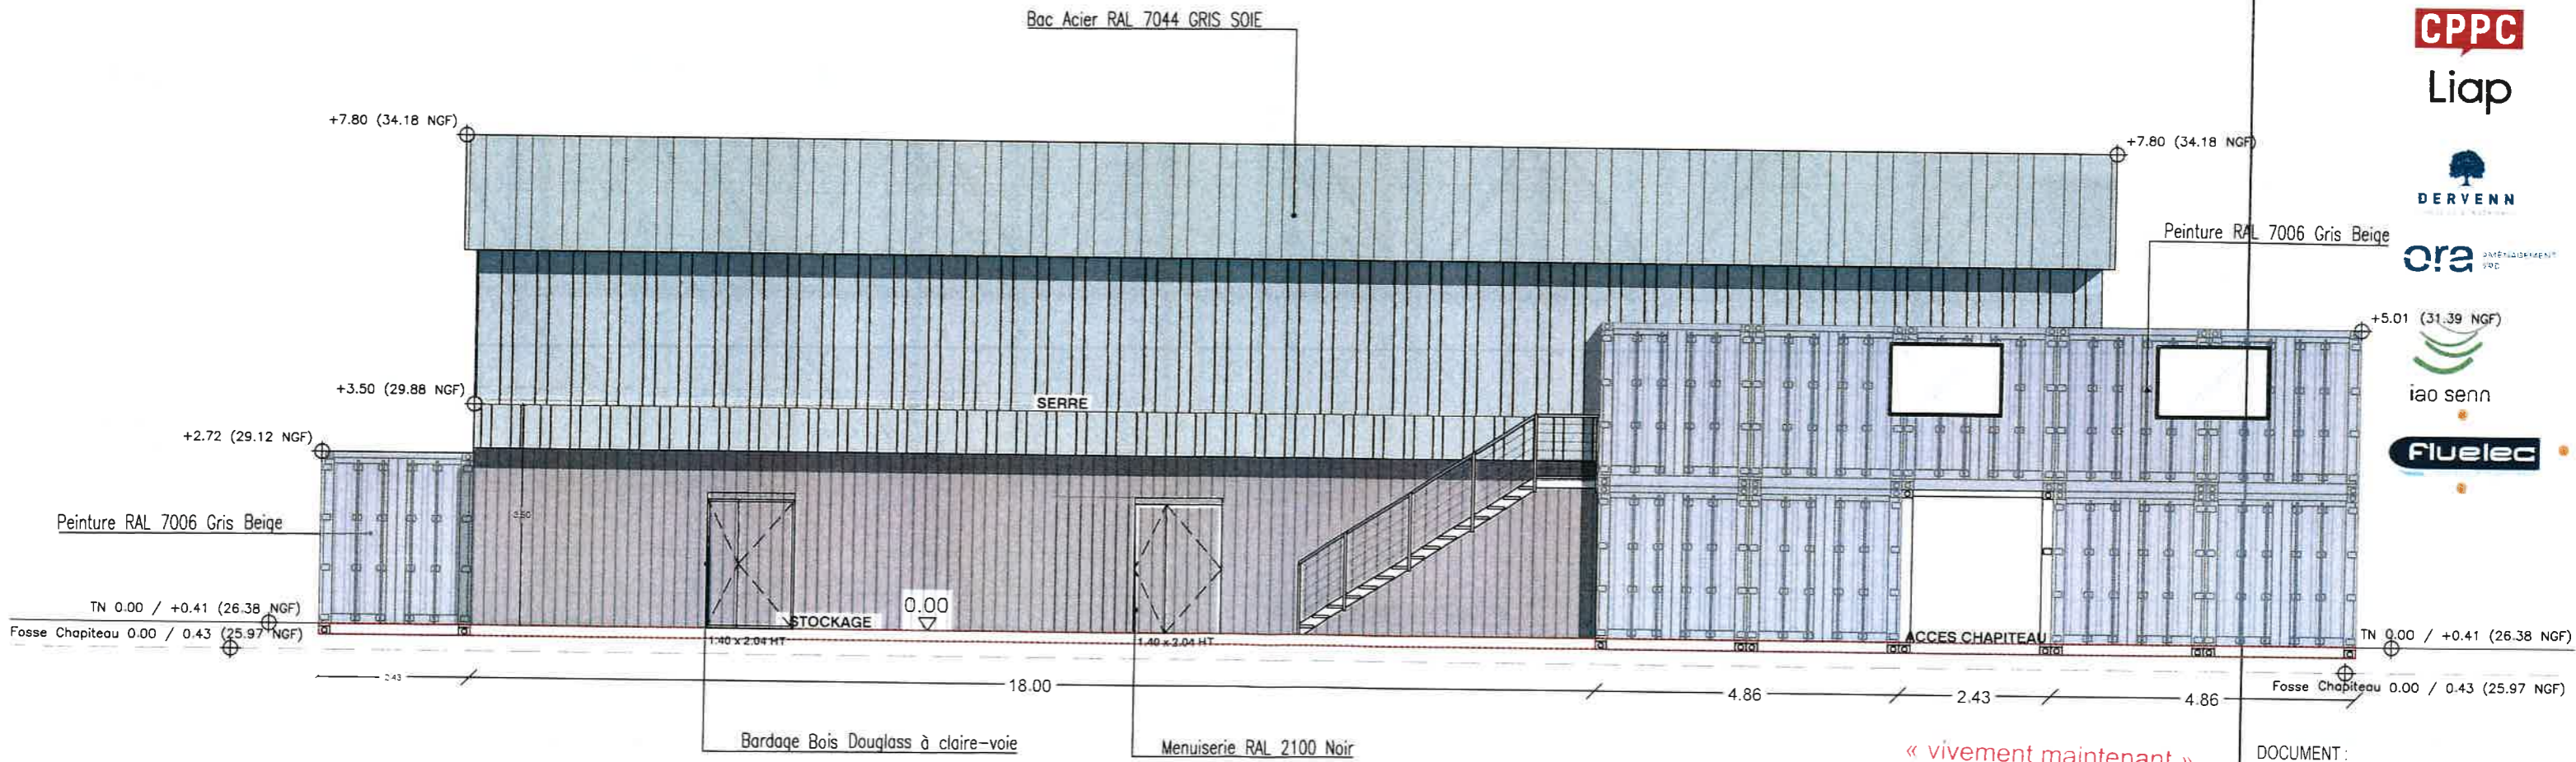 Bac Acier RAL 7044 GRIS SOIE
CPPC
Liap
+7.80 (34.18 NGF)
+7.80 (34.18 NGF)
DERVENN
Peinture RAL 7006 Gris Beige
ora AMÉNAGEMENT
VRD
+5.01 (31.39 NGF)
+3.50 (29.88 NGF)
SERRE
iao senn
+2.72 (29.12 NGF)
Fluelec
Peinture RAL 7006 Gris Beige
3.50
TN 0.00 / +0.41 (26.38 NGF)
0.00
STOCKAGE
Fosse Chapiteau 0.00 / 0.43 (25.97 NGF)
1.40 x 2.04 HT
1.40 x 2.04 HT
ACCES CHAPITEAU
TN 0.00 / +0.41 (26.38 NGF)
2.43
18.00
4.86
2.43
4.86
Fosse Chapiteau 0.00 / 0.43 (25.97 NGF)
Bardage Bois Douglass à claire-voie
Menuiserie RAL 2100 Noir
« vivement maintenant »
DOCUMENT :